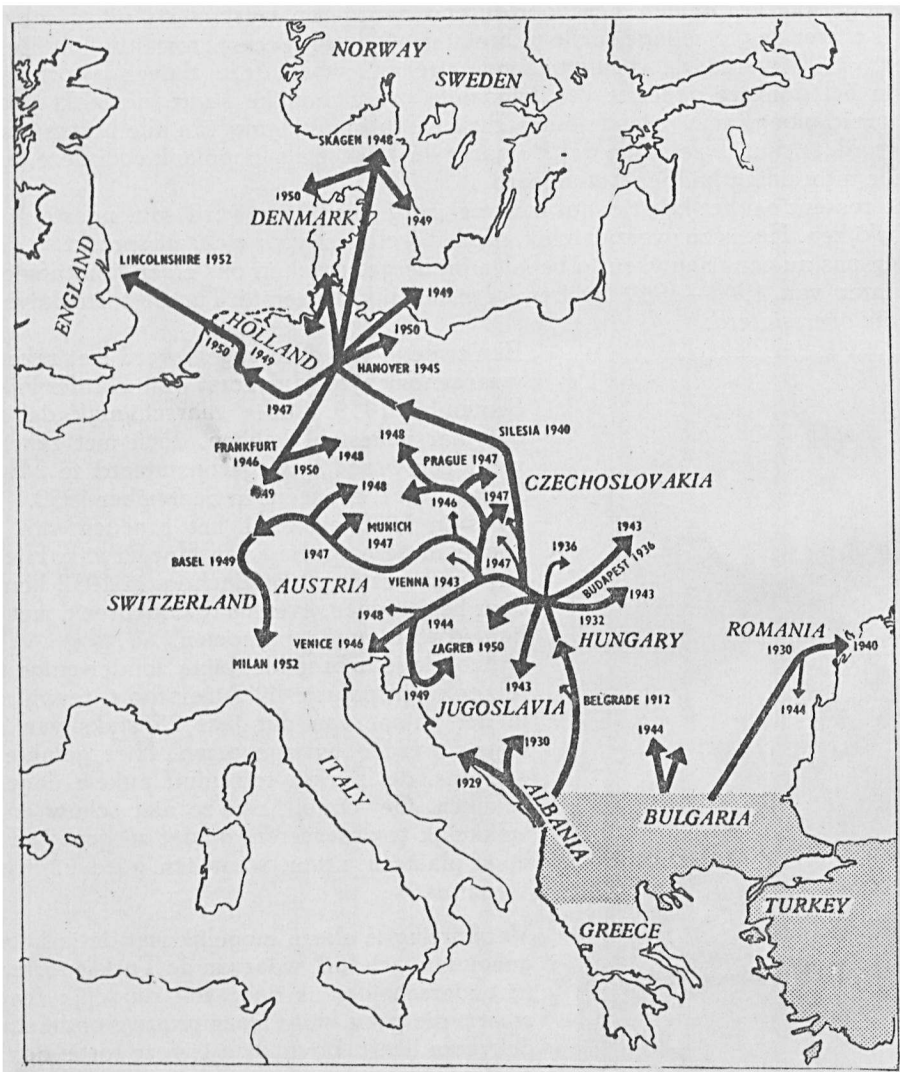 NORWAY
SWEDEN
SKAGEN 1948
1950
DENMARK
1949
LINCOLNSHIRE 1952
ENGLAND
HOLLAND
1950
1949
1949
1950
HANOVER 1945
1947
SILESIA 1940
FRANKFURT
1946
1948
1950
1949
1948
PRAGUE 1947
CZECHOSLOVAKIA
1948
1946
1947
MUNICH
1947
1943
1936
BUDAPEST 1936
BASEL 1949
1947
VIENNA 1943
1947
1943
AUSTRIA
SWITZERLAND
1948
1944
1932
HUNGARY
ROMANIA
1930
1940
VENICE 1946
ZAGREB 1950
MILAN 1952
1949
1943
JUGOSLAVIA
BELGRADE 1912
1944
1944
1930
1929
ITALY
ALBANIA
BULGARIA
TURKEY
GREECE